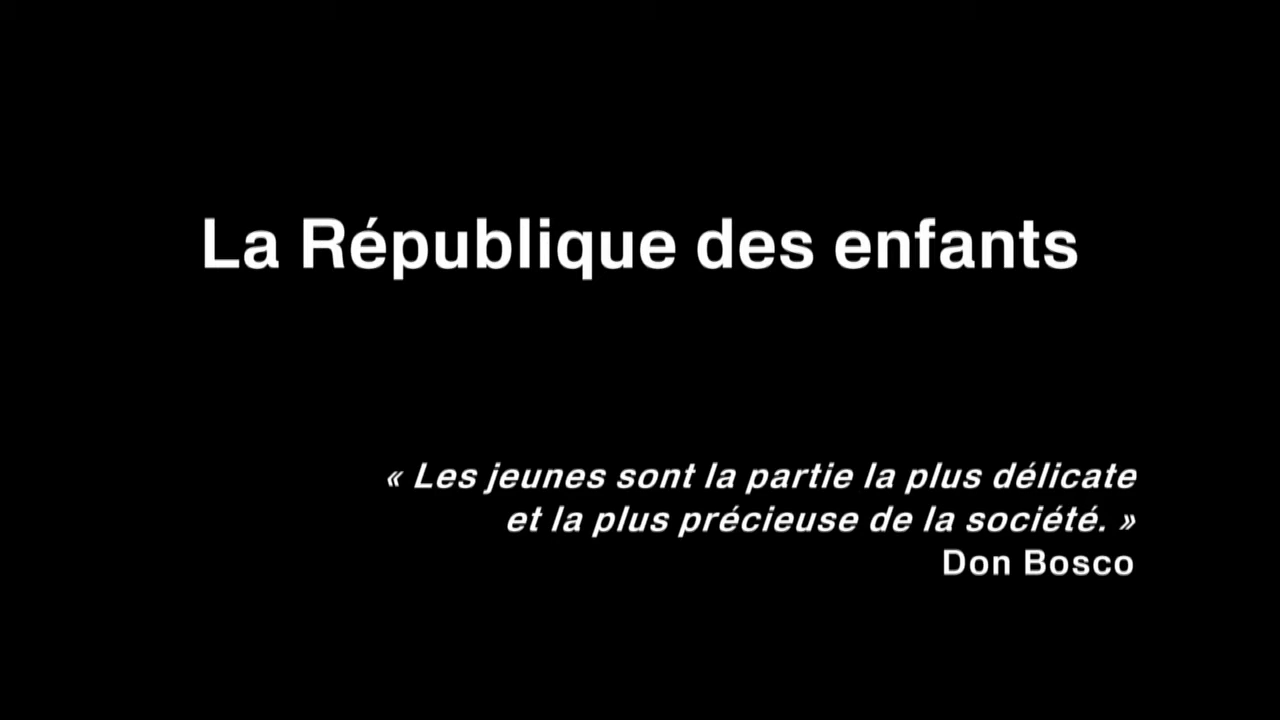 La République des enfants
« Les jeunes sont la partie la plus délicate
et la plus précieuse de la société. »
Don Bosco